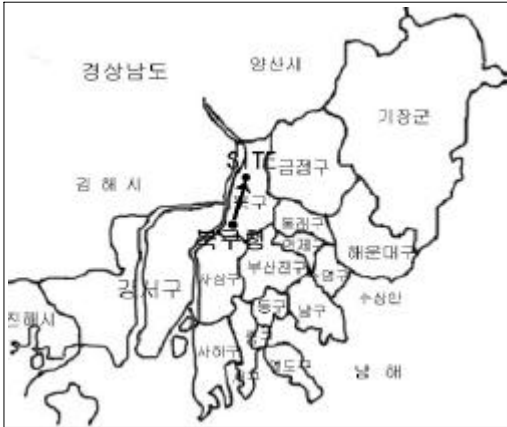 경상남도
양산시
기장군
SITE
금정구
김해시
북구
북구청
동래구
연제구
해운대구
사상구
부산진구
수영만
강서구
진해시
동구
남구
사하구
영도구
남해